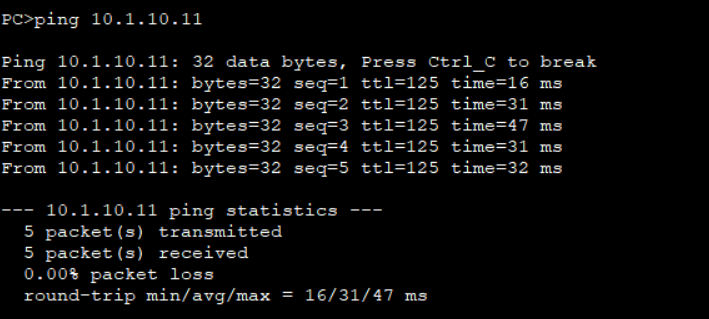 PC>ping 10.1.10.11
Ping 10.1.10.11: 32 data bytes, Press Ctrl_C to break
From 10.1.10.11: bytes=32 seq=1 ttl=125 time=16 ms
From 10.1.10.11: bytes=32 seq=2 ttl=125 time=31 ms
From 10.1.10.11: bytes=32 seq=3 ttl=125 time=47 ms
From 10.1.10.11: bytes=32 seq=4 ttl=125 time=31 ms
From 10.1.10.11: bytes=32 seq=5 ttl=125 time=32 ms
--- 10.1.10.11 ping statistics ---
5 packet(s) transmitted
5 packet(s) received
0.00% packet loss
round-trip min/avg/max = 16/31/47 ms